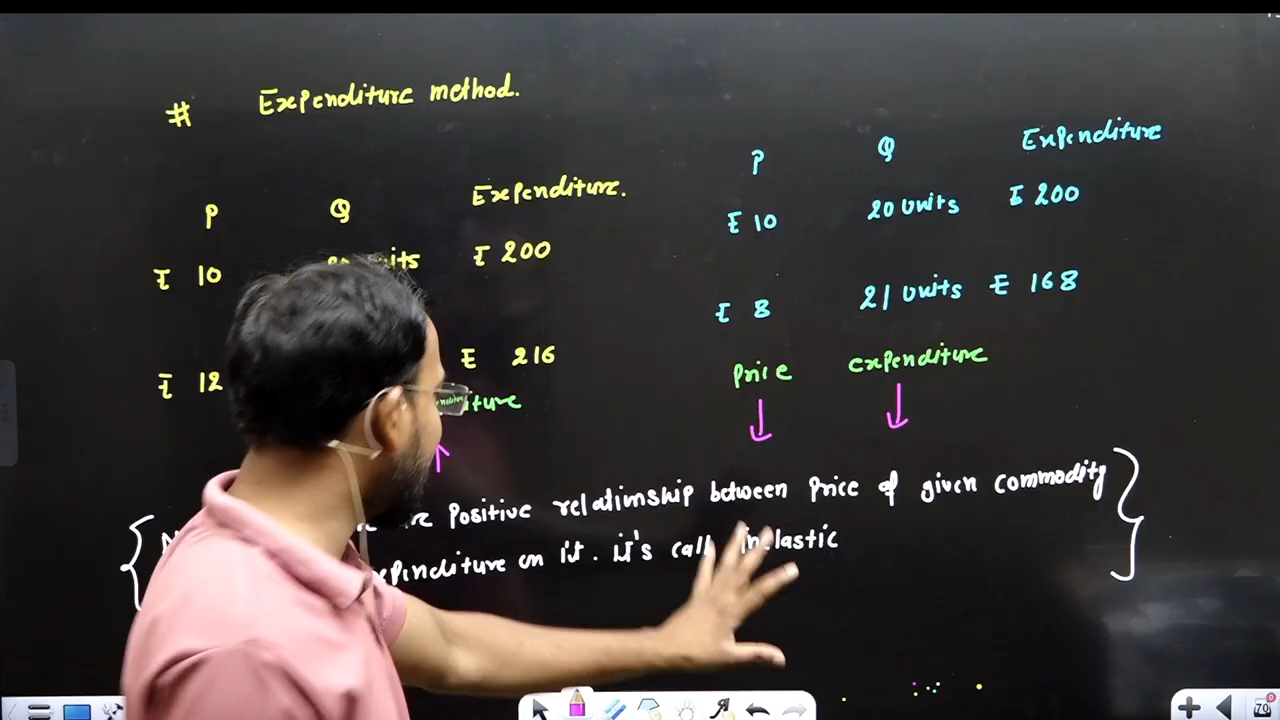 # Expenditure method.
P Q Expenditure.
₹ 10 ₹ 200
₹ 12 ₹ 216
P Q Expenditure
₹ 10 20 units ₹ 200
₹ 8 21 units ₹ 168
Price expenditure
Positive relationship between Price of given commodity
on it. it's call inelastic